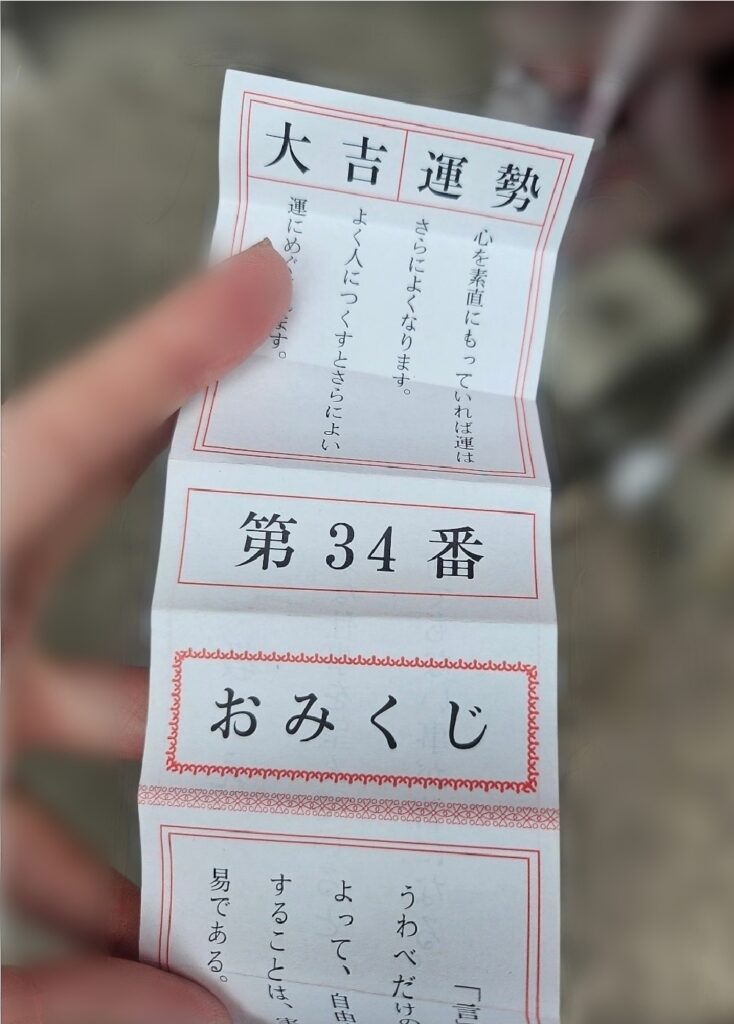 大吉運勢
心を素直にもっていれば運は
さらによくなります。
よく人につくすとさらによい
運にめぐ ます。
第34番
おみくじ
「言
うわべだけの
よって、自由
することは、
易である。